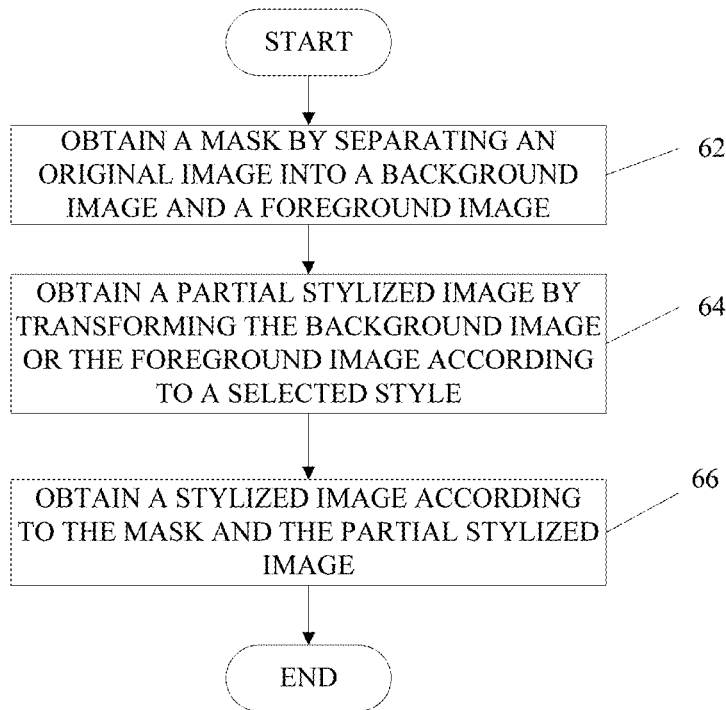 START
OBTAIN A MASK BY SEPARATING AN
ORIGINAL IMAGE INTO A BACKGROUND
IMAGE AND A FOREGROUND IMAGE
62
OBTAIN A PARTIAL STYLIZED IMAGE BY
TRANSFORMING THE BACKGROUND IMAGE
OR THE FOREGROUND IMAGE ACCORDING
TO A SELECTED STYLE
64
OBTAIN A STYLIZED IMAGE ACCORDING
TO THE MASK AND THE PARTIAL STYLIZED
IMAGE
66
END